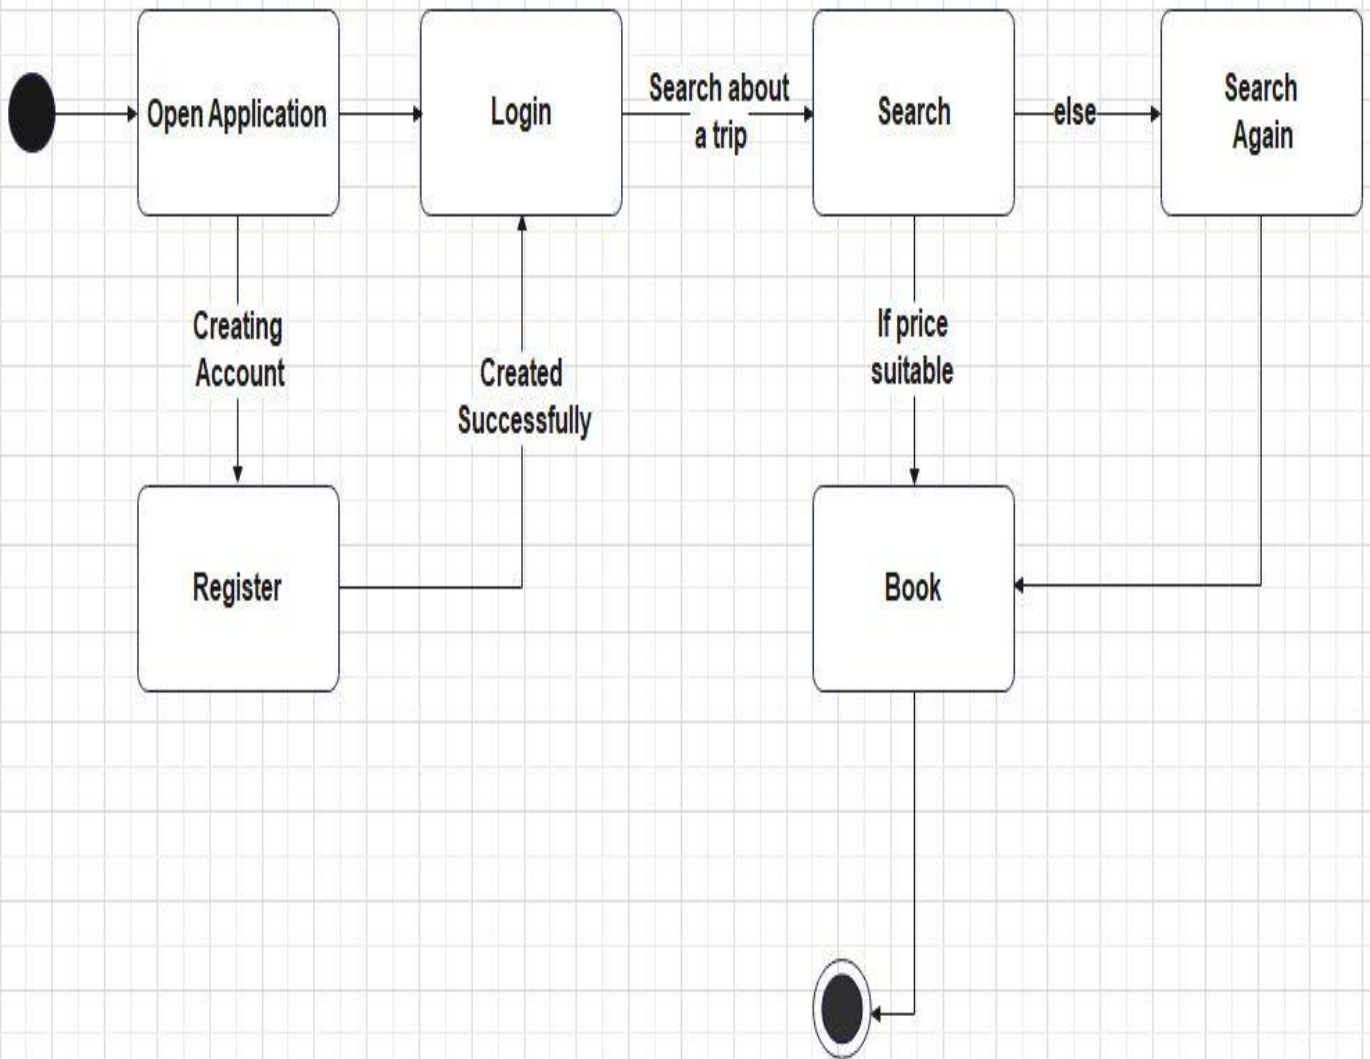 Open Application
Login
Search about
a trip
Search
else
Search
Again
Creating
Account
Created
Successfully
If price
suitable
Register
Book